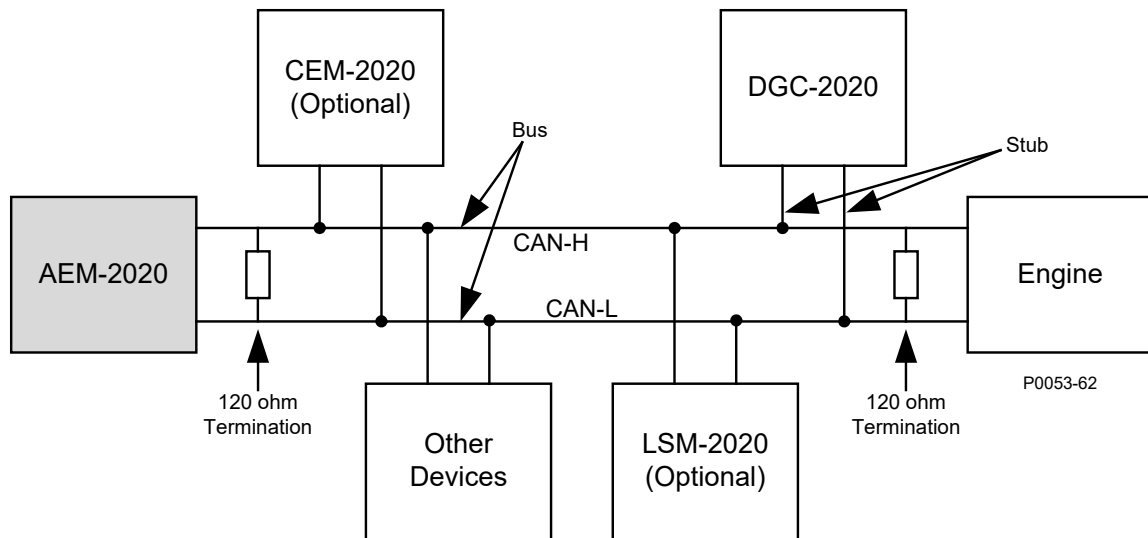 CEM-2020
(Optional)
DGC-2020
Bus
Stub
AEM-2020
CAN-H
Engine
CAN-L
P0053-62
120 ohm
Termination
120 ohm
Termination
Other
Devices
LSM-2020
(Optional)